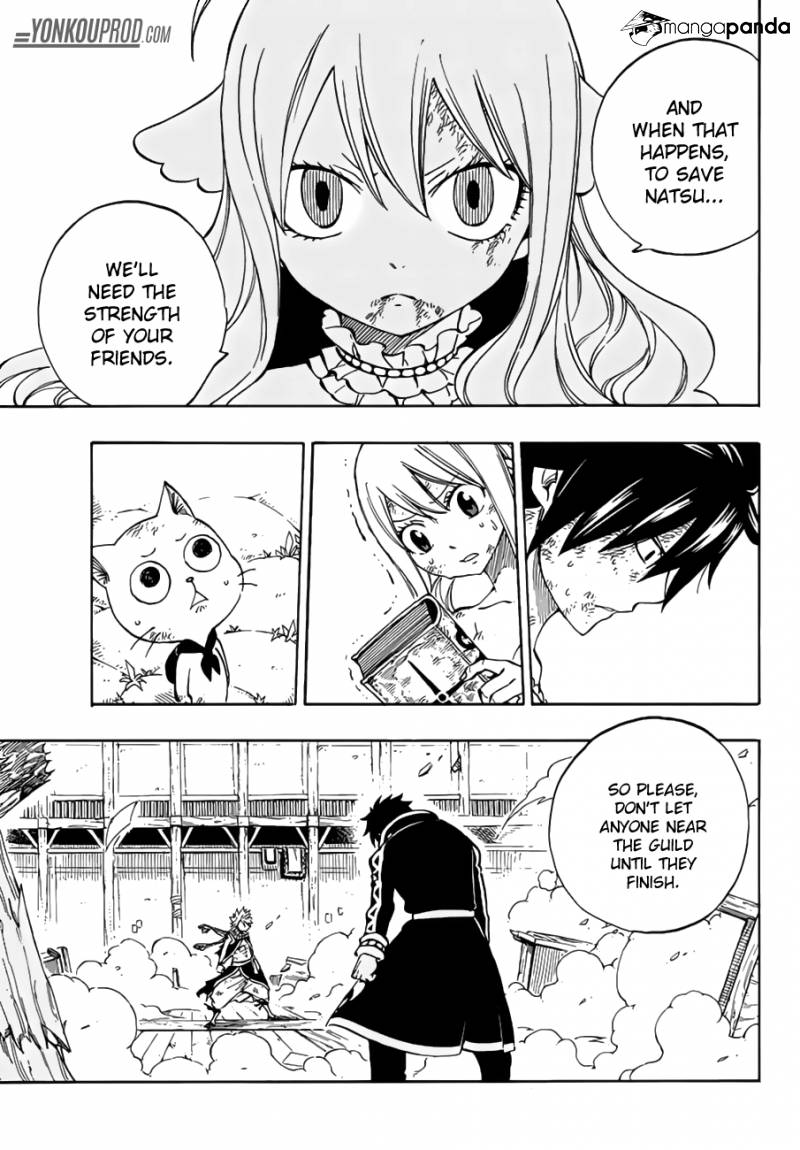 =YONKOUPROD.COM
mangapanda
AND
WHEN THAT
HAPPENS,
TO SAVE
NATSU...
WE'LL
NEED THE
STRENGTH
OF YOUR
FRIENDS.
SO PLEASE,
DON'T LET
ANYONE NEAR
THE GUILD
UNTIL THEY
FINISH.